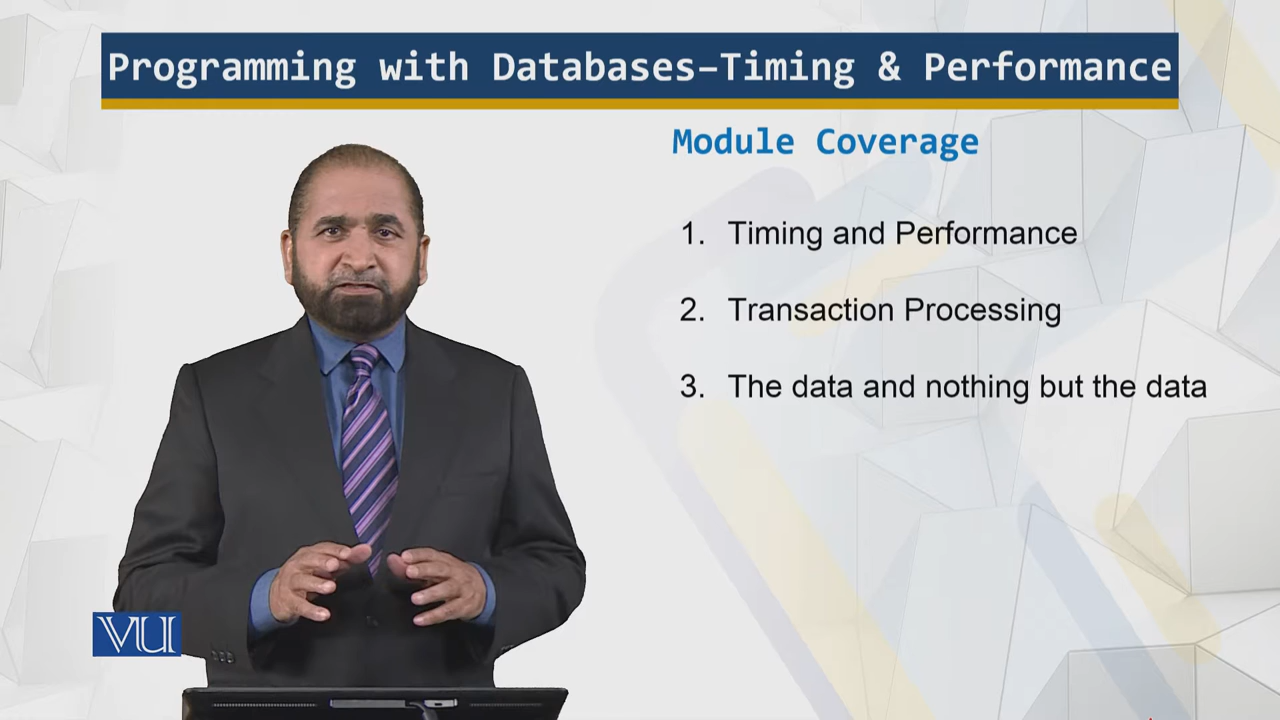 Programming with Databases–Timing & Performance
Module Coverage
1. Timing and Performance
2. Transaction Processing
3. The data and nothing but the data
VU